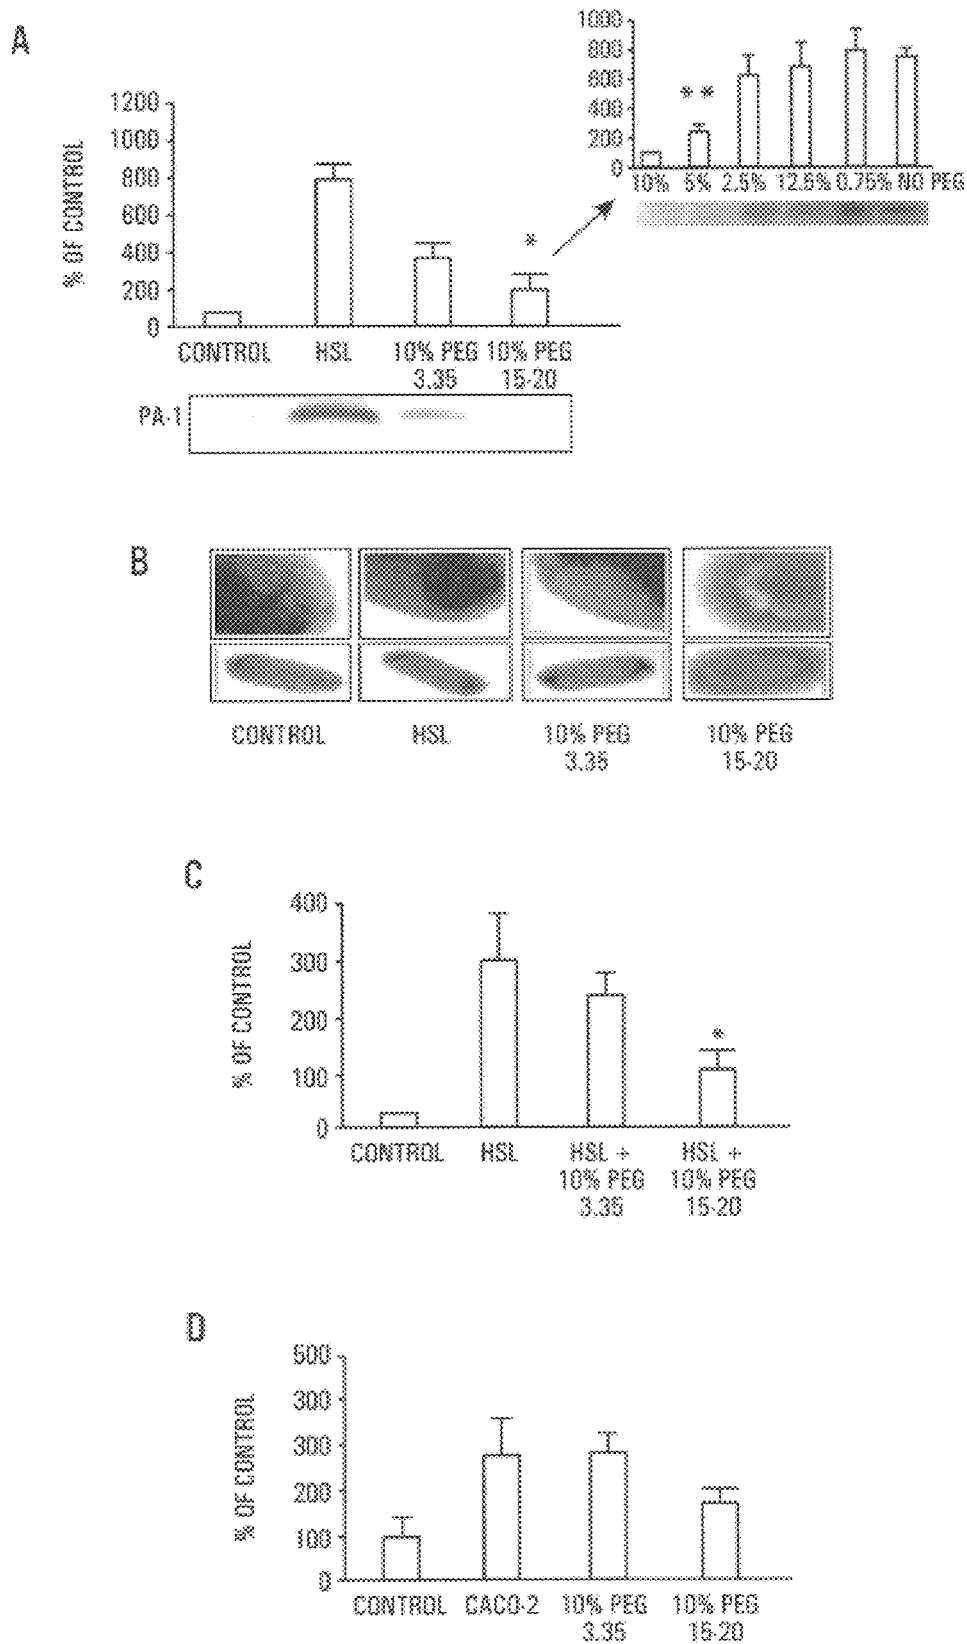 A
1000
800
600
400
200
0
10% 5% 2.5% 12.5% 0.75% NO PEG
**
1200
1000
800
600
400
200
0
% OF CONTROL
*
CONTROL HSL 10% PEG 10% PEG
3.35 15-20
PA-1
B
CONTROL HSL 10% PEG 10% PEG
3.35 15-20
C
400
300
200
100
0
% OF CONTROL
*
CONTROL HSL HSL + HSL +
10% PEG 10% PEG
3.35 15-20
D
500
300
300
200
100
0
% OF CONTROL
CONTROL CACO-2 10% PEG 10% PEG
3.35 15-20